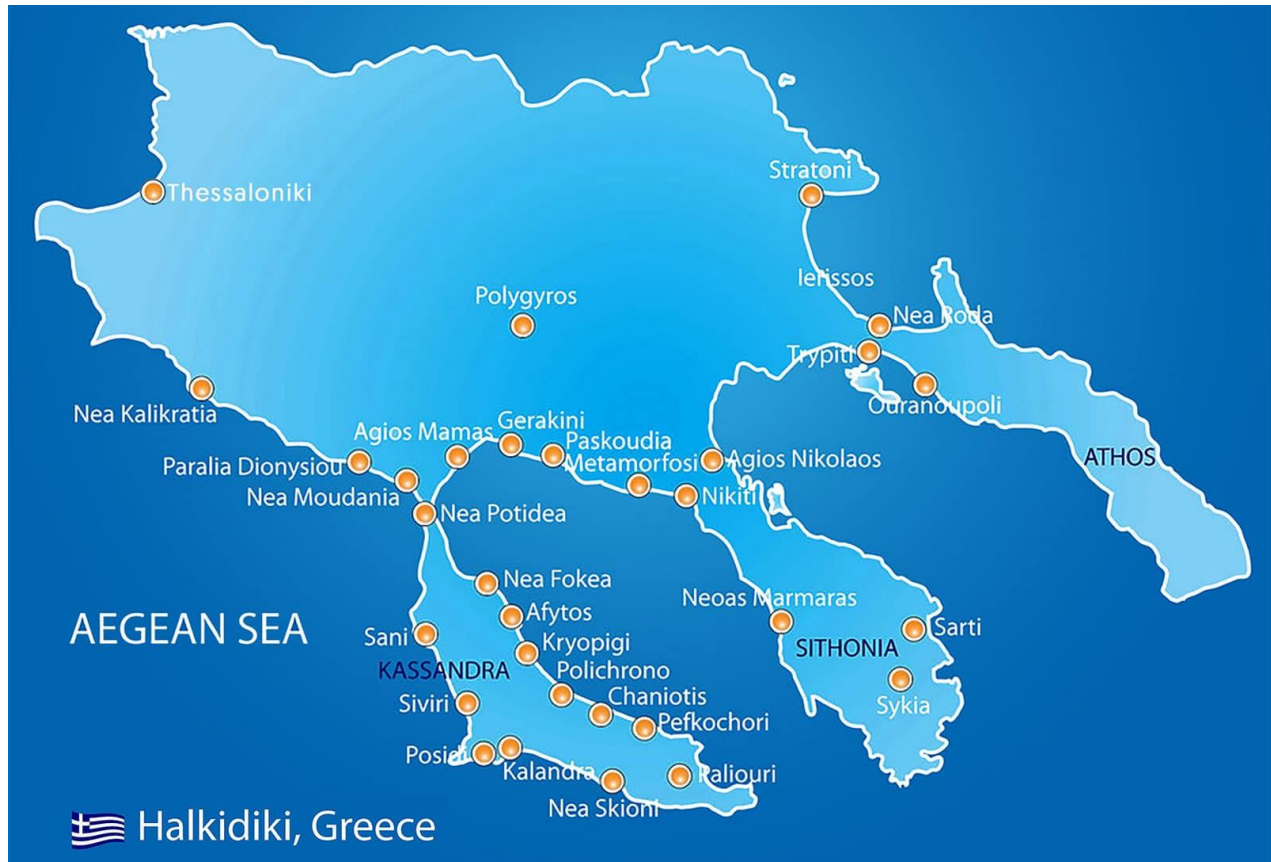 Stratoni
Thessaloniki
Ierissos
Polygyros
Nea Roda
Trypiti
Ouranoupoli
Nea Kalikratia
Agios Mamas
Gerakini
Paskoudia
Paralia Dionysiou
Metamorfosi
Agios Nikolaos
ATHOS
Nea Moudania
Nikiti
Nea Potidea
Nea Fokea
Neoas Marmaras
Afytos
AEGEAN SEA
Sani
Kryopigi
SITHONIA
Sarti
KASSANDRA
Polichrono
Siviri
Chaniotis
Sykia
Pefkochori
Posidi
Kalandra
Paliouri
Nea Skioni
Halkidiki, Greece